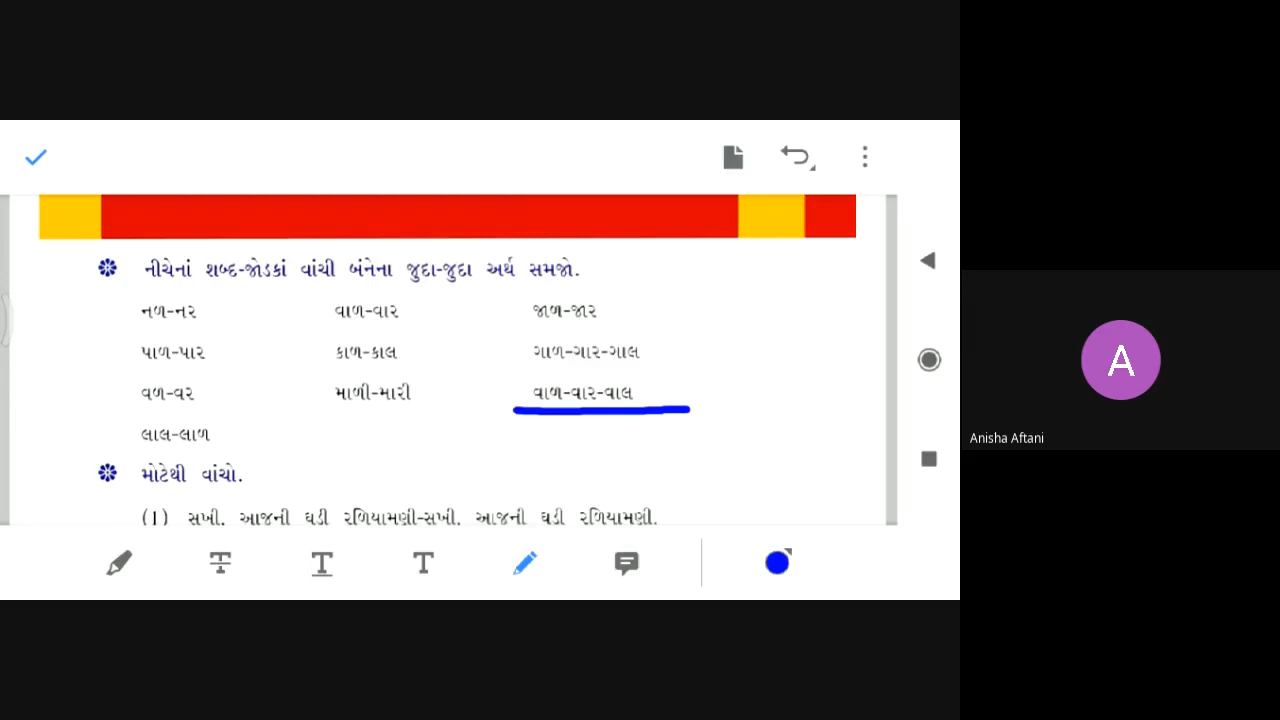 નીચેનાં શબ્દ-જોડકાં વાંચી બંનેના જુદા-જુદા અર્થ સમજો.
નળ-નર વાળ-વાર જાળ-જાર
પાળ-પાર કાળ-કાલ ગાળ-ગાર-ગાલ
વળ-વર માળી-મારી વાળ-વાર-વાલ
લાલ-લાળ
મોટેથી વાંચો.
(1) સખી, આજની ઘડી રળિયામણી-સખી, આજની ઘડી રળિયામણી.
T T T
A
Anisha Aftani